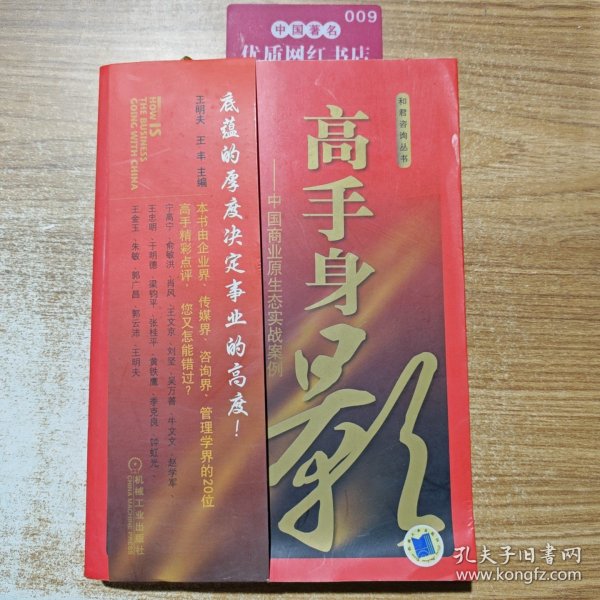 009
中国著名
优质网红书店
和君咨询丛书
高手身影
——中国商业原生态实战案例
HOW IS
THE BUSINESS
GOING WITH CHINA
王明夫 王丰 主编
底蕴的厚度决定事业的高度！
本书由企业界、传媒界、咨询界、管理学界的20位
高手精彩点评，您又怎能错过？
宁高宁、俞敏洪、肖风、王文京、刘坚、吴万善、牛文文、赵学军、
王忠明、于明德、梁钧平、张桂平、黄铁鹰、李克良、钟虹光、
王金玉、朱敏、郭广昌、郭云沛、王明夫
机械工业出版社
CHINA MACHINE PRESS
孔夫子旧书网
www.kongfz.com